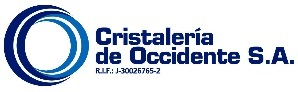 Cristalería
de Occidente S.A.
R.I.F.: J-30026765-2